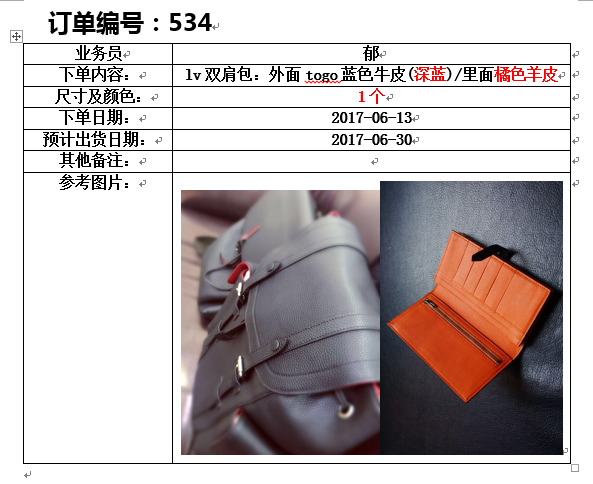 订单编号：534
业务员 郁
下单内容： lv双肩包：外面togo蓝色牛皮(深蓝)/里面橘色羊皮
尺寸及颜色： 1个
下单日期： 2017-06-13
预计出货日期： 2017-06-30
其他备注：
参考图片：